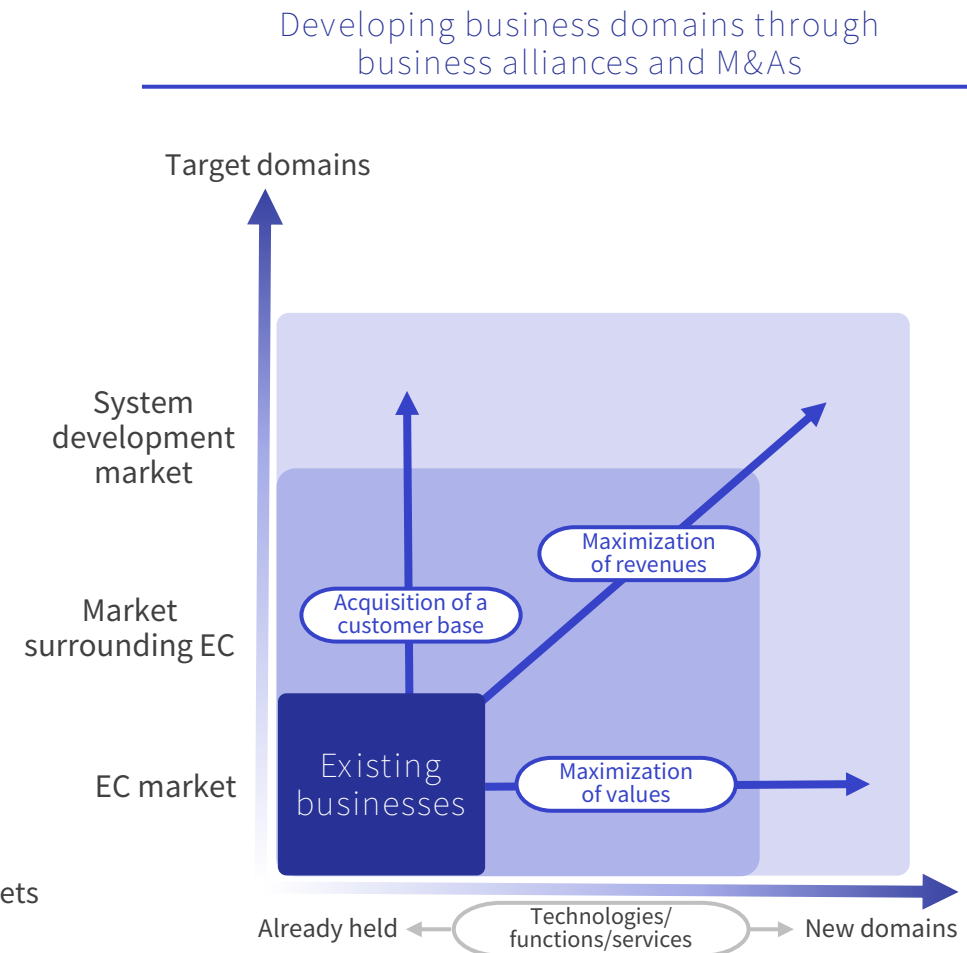 Developing business domains through
business alliances and M&As
Target domains
System
development
market
Maximization
of revenues
Acquisition of a
customer base
Market
surrounding EC
Existing
businesses
Maximization
of values
EC market
ets
Already held
Technologies/
functions/services
New domains